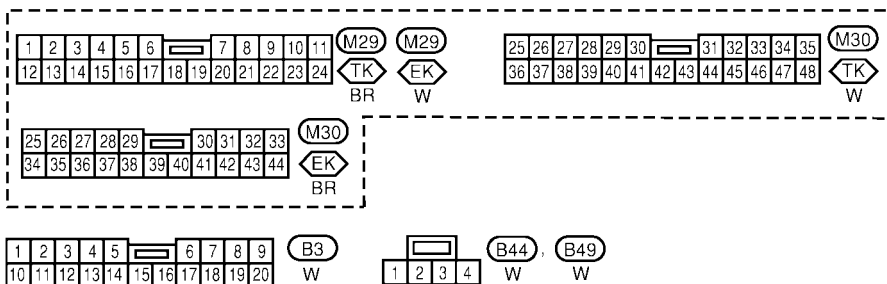 1 2 3 4 5 6 7 8 9 10 11 M29 M29
12 13 14 15 16 17 18 19 20 21 22 23 24 TK EK
BR W
25 26 27 28 29 30 31 32 33 34 35 M30
36 37 38 39 40 41 42 43 44 45 46 47 48 TK
W
25 26 27 28 29 30 31 32 33 M30
34 35 36 37 38 39 40 41 42 43 44 EK
BR
1 2 3 4 5 6 7 8 9 B3
10 11 12 13 14 15 16 17 18 19 20 W
B44 , B49
1 2 3 4 W W